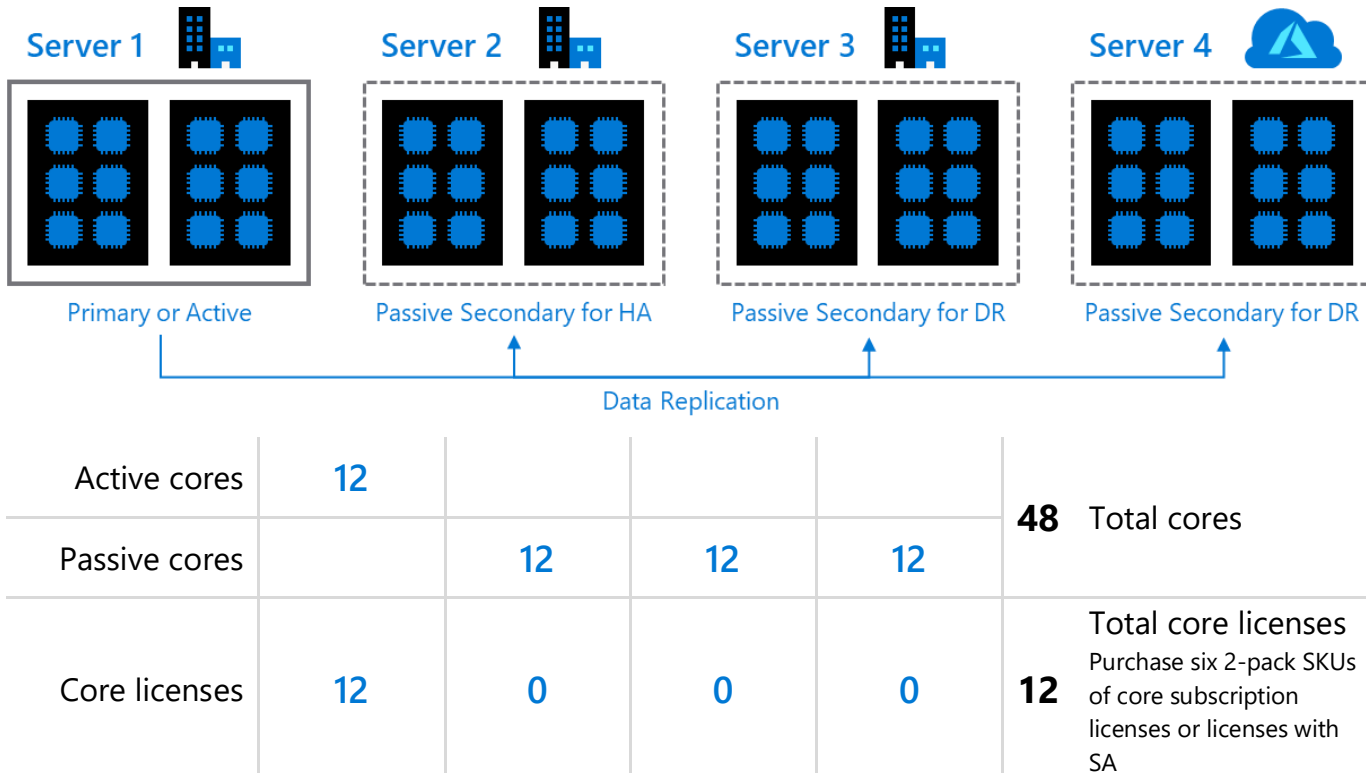 Server 1
Server 2
Server 3
Server 4
Primary or Active
Passive Secondary for HA
Passive Secondary for DR
Passive Secondary for DR
Data Replication
Active cores 12
48 Total cores
Passive cores 12 12 12
Core licenses 12 0 0 0 12
Total core licenses
Purchase six 2-pack SKUs
of core subscription
licenses or licenses with
SA